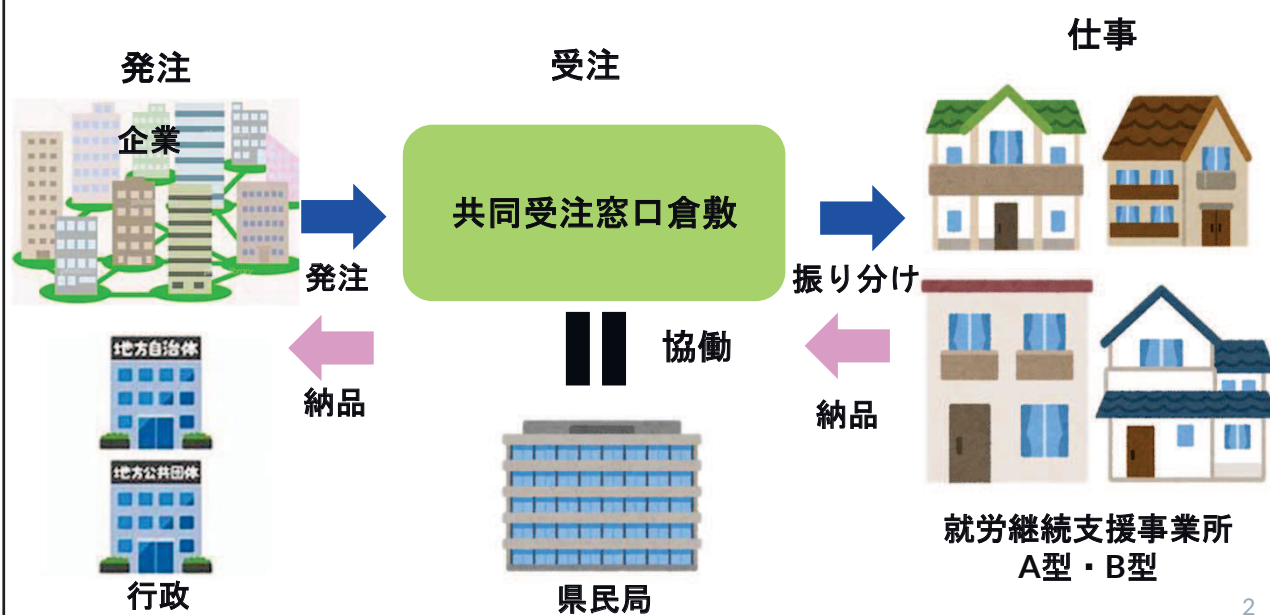 発注
受注
仕事
企業
共同受注窓口倉敷
発注
振り分け
納品
協働
納品
地方自治体
地方公共団体
行政
県民局
就労継続支援事業所
A型・B型
2